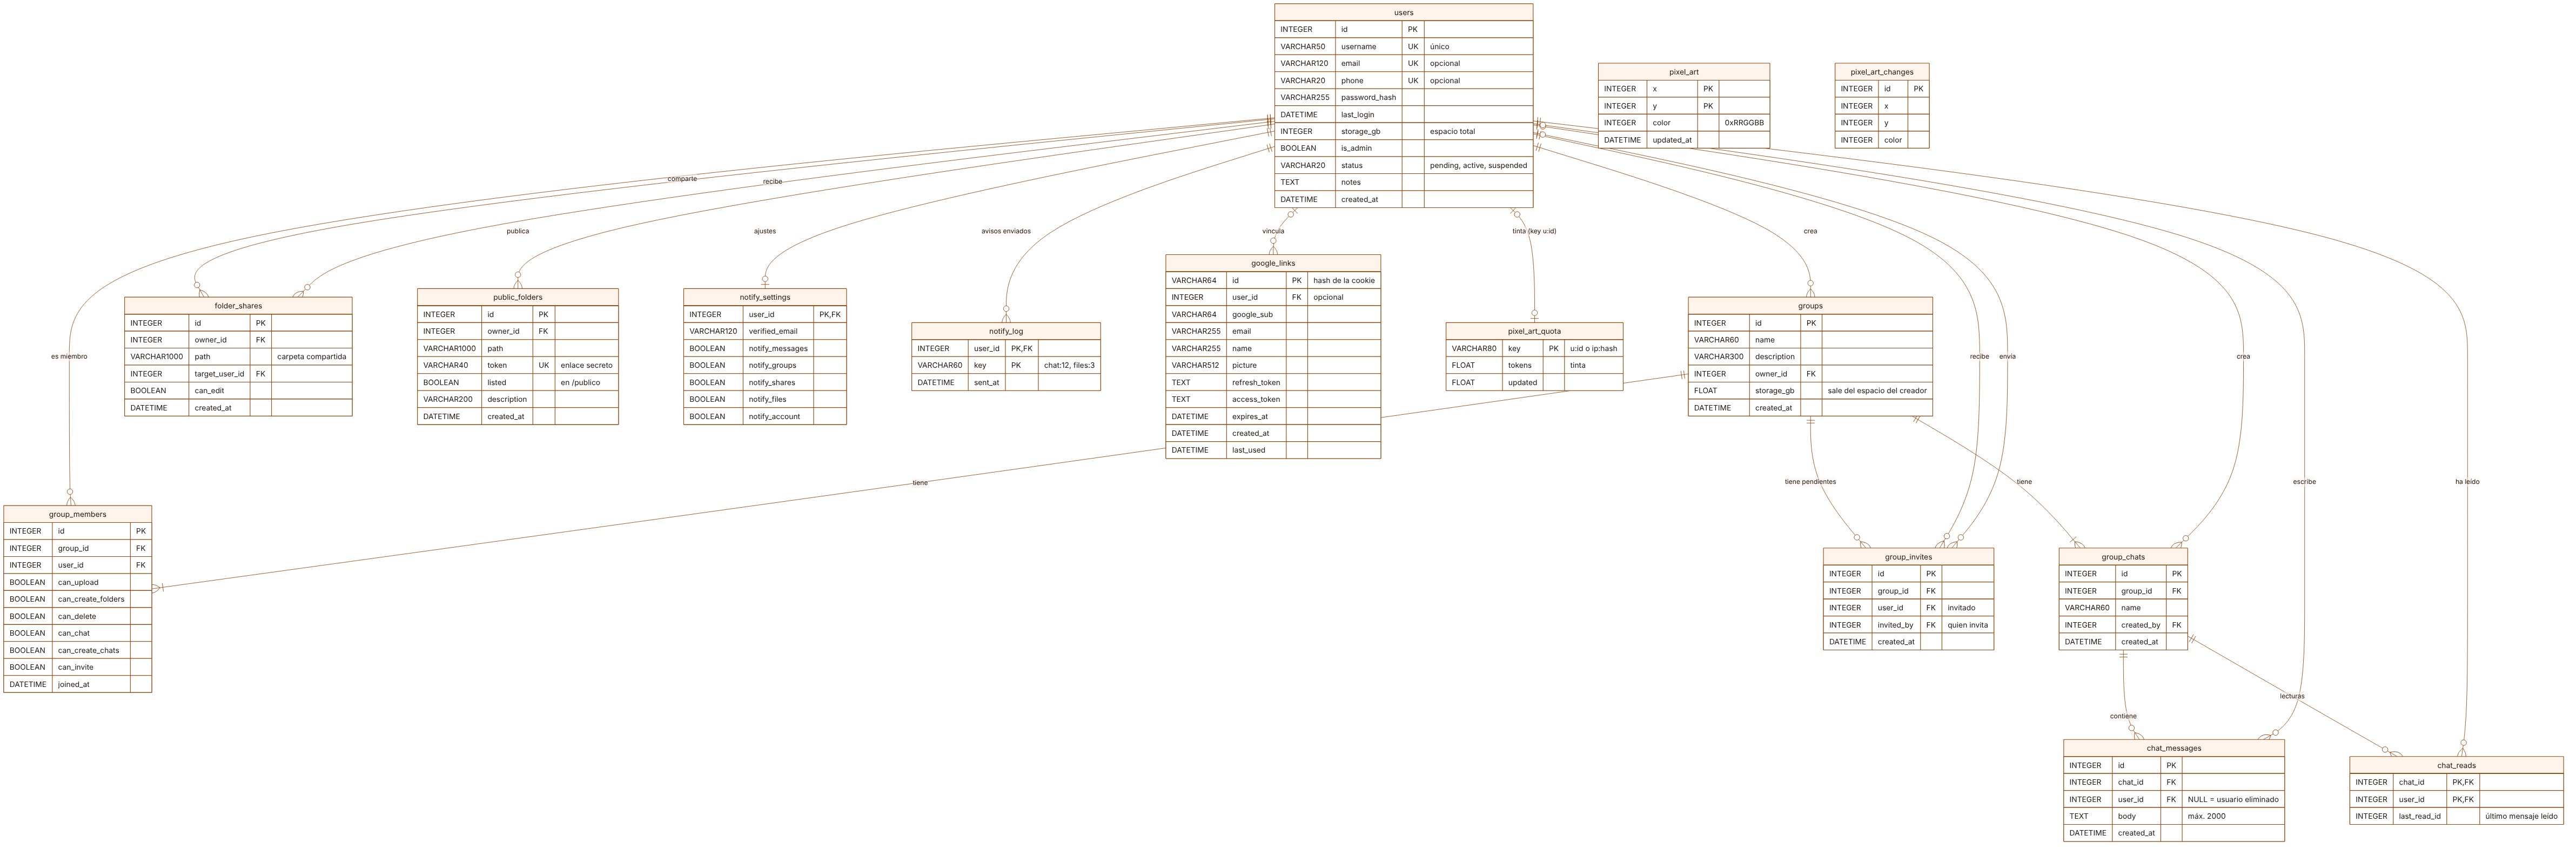 users
INTEGER id PK
VARCHAR50 username UK único
VARCHAR120 email UK opcional
VARCHAR20 phone UK opcional
VARCHAR255 password_hash
DATETIME last_login
INTEGER storage_gb espacio total
BOOLEAN is_admin
VARCHAR20 status pending, active, suspended
TEXT notes
DATETIME created_at
pixel_art
INTEGER x PK
INTEGER y PK
INTEGER color 0xRRGGBB
DATETIME updated_at
pixel_art_changes
INTEGER id PK
INTEGER x
INTEGER y
INTEGER color
comparte
recibe
publica
ajustes
avisos enviados
vincula
tinta (key u:id)
crea
es miembro
recibe
envía
crea
folder_shares
INTEGER id PK
INTEGER owner_id FK
VARCHAR1000 path carpeta compartida
INTEGER target_user_id FK
BOOLEAN can_edit
DATETIME created_at
public_folders
INTEGER id PK
INTEGER owner_id FK
VARCHAR1000 path
VARCHAR40 token UK enlace secreto
BOOLEAN listed en /publico
VARCHAR200 description
DATETIME created_at
notify_settings
INTEGER user_id PK,FK
VARCHAR120 verified_email
BOOLEAN notify_messages
BOOLEAN notify_groups
BOOLEAN notify_shares
BOOLEAN notify_files
BOOLEAN notify_account
notify_log
INTEGER user_id PK,FK
VARCHAR60 key PK chat:12, files:3
DATETIME sent_at
google_links
VARCHAR64 id PK hash de la cookie
INTEGER user_id FK opcional
VARCHAR64 google_sub
VARCHAR255 email
VARCHAR255 name
VARCHAR512 picture
TEXT refresh_token
TEXT access_token
DATETIME expires_at
DATETIME created_at
DATETIME last_used
pixel_art_quota
VARCHAR80 key PK u:id o ip:hash
FLOAT tokens tinta
FLOAT updated
groups
INTEGER id PK
VARCHAR60 name
VARCHAR300 description
INTEGER owner_id FK
FLOAT storage_gb sale del espacio del creador
DATETIME created_at
tiene
tiene pendientes
tiene
escribe
ha leído
group_members
INTEGER id PK
INTEGER group_id FK
INTEGER user_id FK
BOOLEAN can_upload
BOOLEAN can_create_folders
BOOLEAN can_delete
BOOLEAN can_chat
BOOLEAN can_create_chats
BOOLEAN can_invite
DATETIME joined_at
group_invites
INTEGER id PK
INTEGER group_id FK
INTEGER user_id FK invitado
INTEGER invited_by FK quien invita
DATETIME created_at
group_chats
INTEGER id PK
INTEGER group_id FK
VARCHAR60 name
INTEGER created_by FK
DATETIME created_at
lecturas
contiene
chat_messages
INTEGER id PK
INTEGER chat_id FK
INTEGER user_id FK NULL = usuario eliminado
TEXT body máx. 2000
DATETIME created_at
chat_reads
INTEGER chat_id PK,FK
INTEGER user_id PK,FK
INTEGER last_read_id último mensaje leído